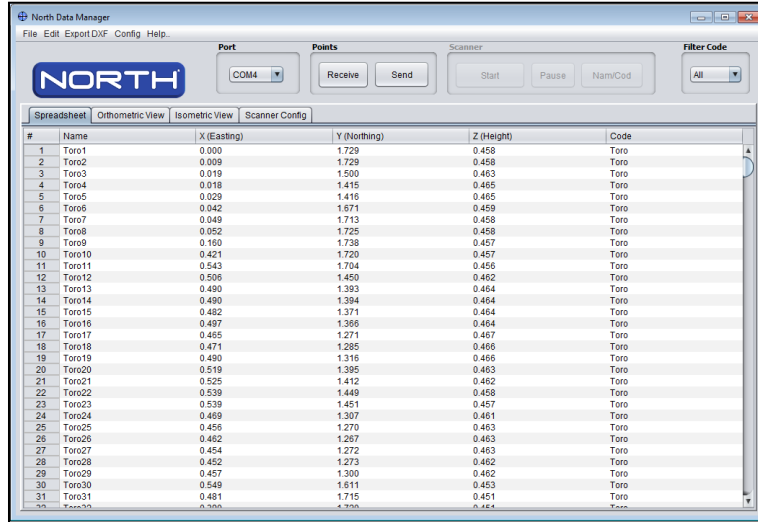 North Data Manager
File Edit Export DXF Config Help..
Port Points Scanner Filter Code
NORTH COM4 Receive Send Start Pause Nam/Cod All
Spreadsheet Orthometric View Isometric View Scanner Config
# Name X (Easting) Y (Northing) Z (Height) Code
1 Toro1 0.000 1.729 0.458 Toro
2 Toro2 0.009 1.729 0.458 Toro
3 Toro3 0.019 1.500 0.463 Toro
4 Toro4 0.018 1.415 0.465 Toro
5 Toro5 0.029 1.416 0.465 Toro
6 Toro6 0.042 1.671 0.459 Toro
7 Toro7 0.049 1.713 0.458 Toro
8 Toro8 0.052 1.725 0.458 Toro
9 Toro9 0.160 1.738 0.457 Toro
10 Toro10 0.421 1.720 0.457 Toro
11 Toro11 0.543 1.704 0.456 Toro
12 Toro12 0.506 1.450 0.462 Toro
13 Toro13 0.490 1.393 0.464 Toro
14 Toro14 0.490 1.394 0.464 Toro
15 Toro15 0.482 1.371 0.464 Toro
16 Toro16 0.497 1.366 0.464 Toro
17 Toro17 0.465 1.271 0.467 Toro
18 Toro18 0.471 1.285 0.466 Toro
19 Toro19 0.490 1.316 0.466 Toro
20 Toro20 0.519 1.395 0.463 Toro
21 Toro21 0.525 1.412 0.462 Toro
22 Toro22 0.539 1.449 0.458 Toro
23 Toro23 0.539 1.451 0.457 Toro
24 Toro24 0.469 1.307 0.461 Toro
25 Toro25 0.456 1.270 0.463 Toro
26 Toro26 0.462 1.267 0.463 Toro
27 Toro27 0.454 1.272 0.463 Toro
28 Toro28 0.452 1.273 0.462 Toro
29 Toro29 0.457 1.300 0.462 Toro
30 Toro30 0.549 1.611 0.453 Toro
31 Toro31 0.481 1.715 0.451 Toro